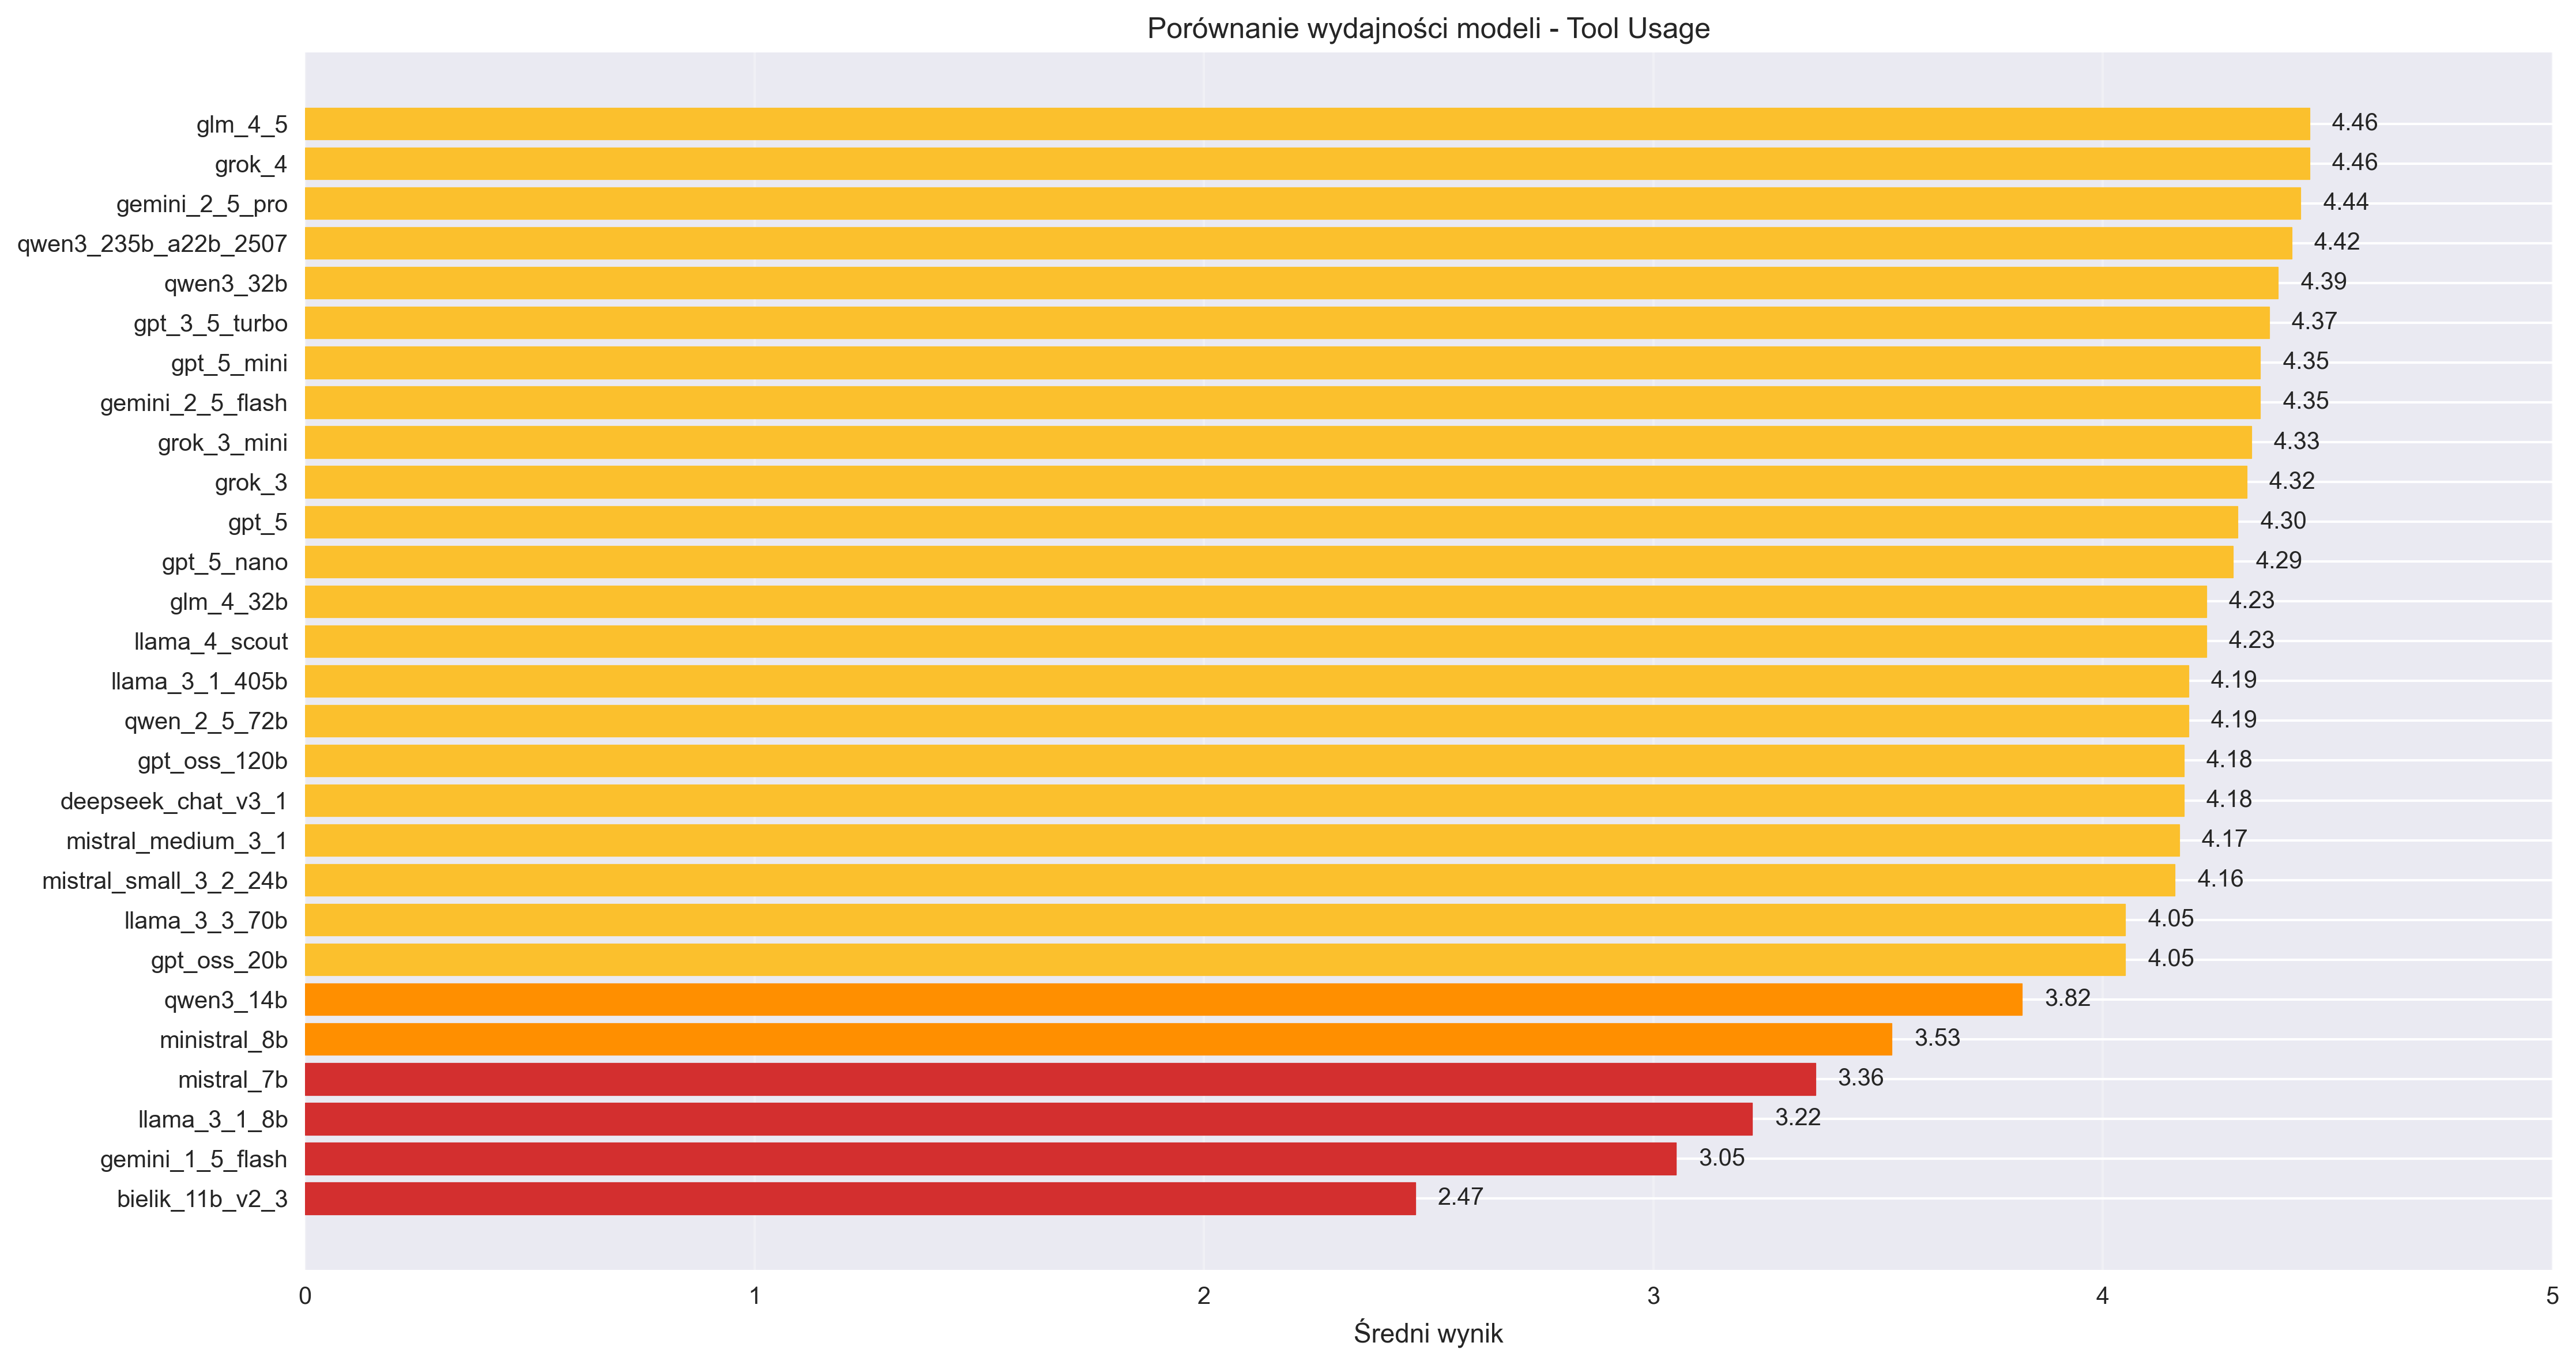 Porównanie wydajności modeli - Tool Usage
glm_4_5 4.46
grok_4 4.46
gemini_2_5_pro 4.44
qwen3_235b_a22b_2507 4.42
qwen3_32b 4.39
gpt_3_5_turbo 4.37
gpt_5_mini 4.35
gemini_2_5_flash 4.35
grok_3_mini 4.33
grok_3 4.32
gpt_5 4.30
gpt_5_nano 4.29
glm_4_32b 4.23
llama_4_scout 4.23
llama_3_1_405b 4.19
qwen_2_5_72b 4.19
gpt_oss_120b 4.18
deepseek_chat_v3_1 4.18
mistral_medium_3_1 4.17
mistral_small_3_2_24b 4.16
llama_3_3_70b 4.05
gpt_oss_20b 4.05
qwen3_14b 3.82
ministral_8b 3.53
mistral_7b 3.36
llama_3_1_8b 3.22
gemini_1_5_flash 3.05
bielik_11b_v2_3 2.47
0 1 2 3 4 5
Średni wynik